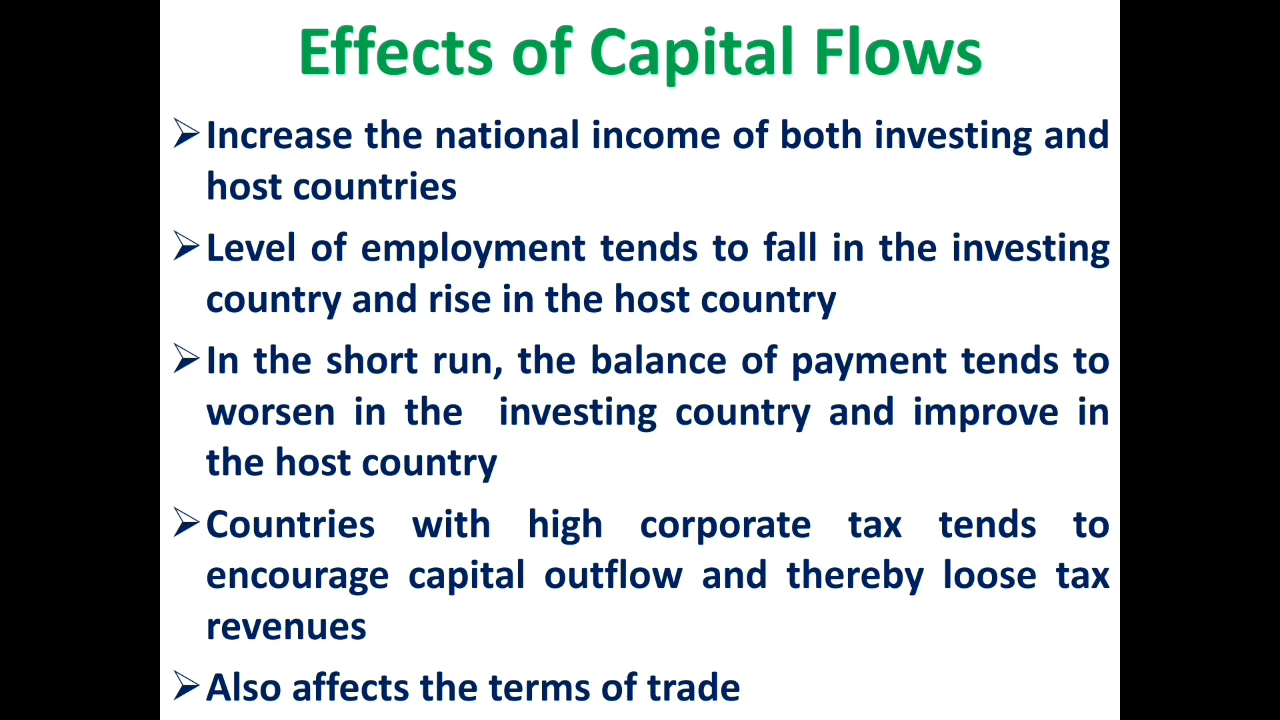 Effects of Capital Flows
➢Increase the national income of both investing and
host countries
➢Level of employment tends to fall in the investing
country and rise in the host country
➢In the short run, the balance of payment tends to
worsen in the investing country and improve in
the host country
➢Countries with high corporate tax tends to
encourage capital outflow and thereby loose tax
revenues
➢Also affects the terms of trade